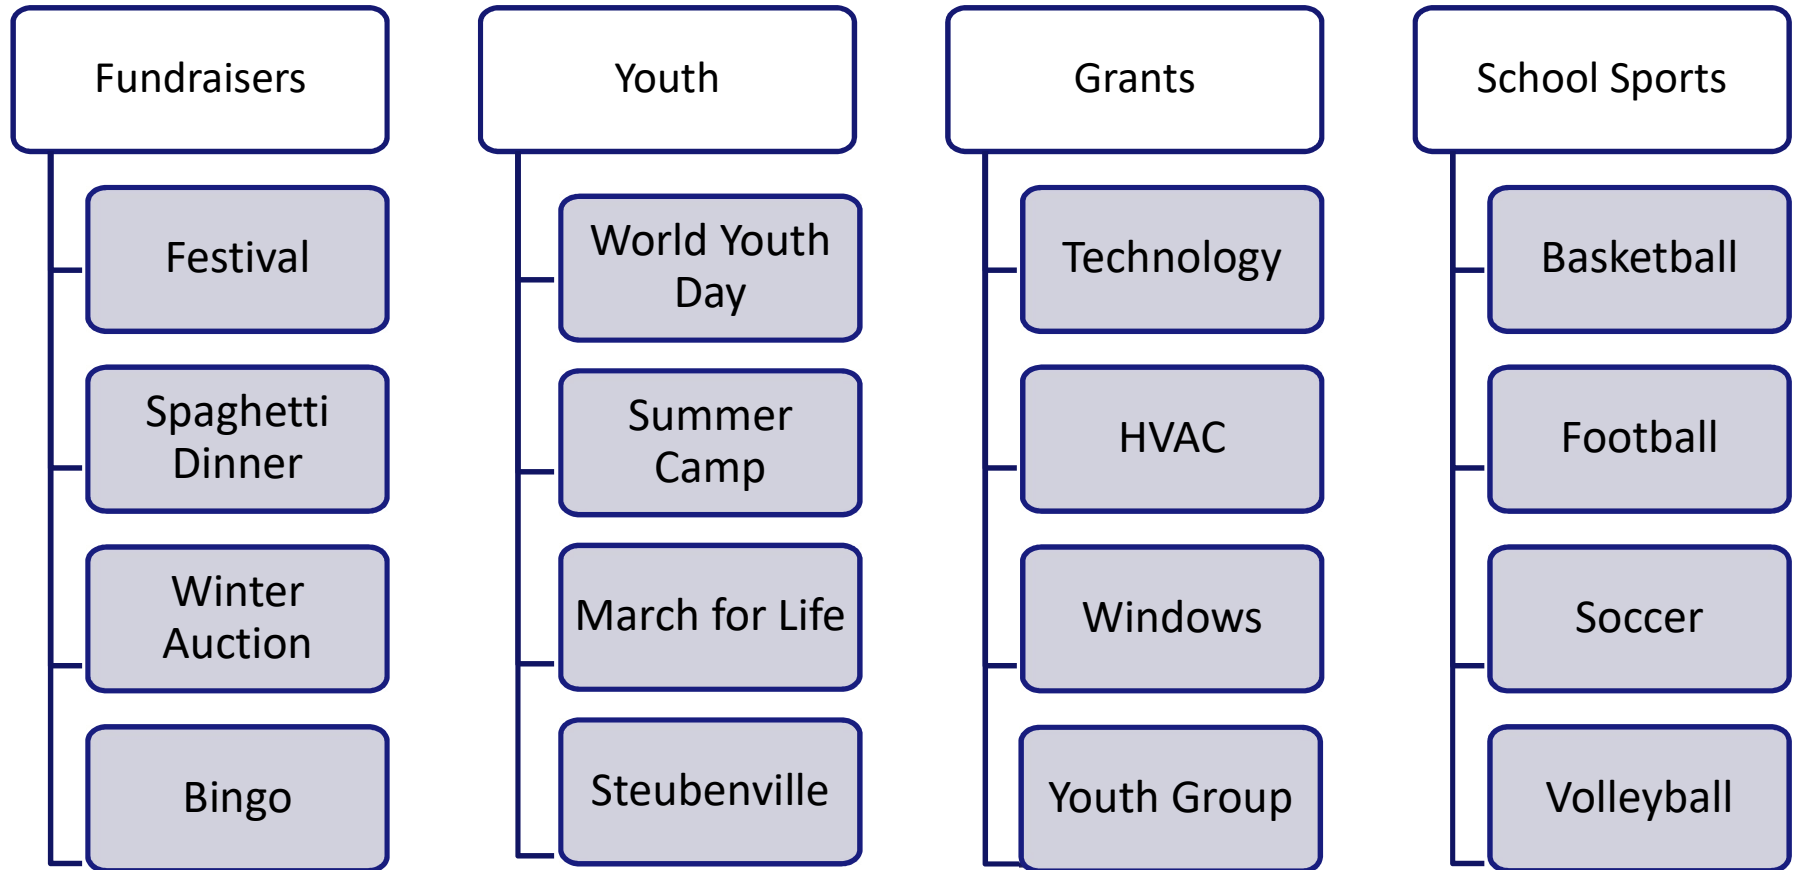 Fundraisers
Festival
Spaghetti
Dinner
Winter
Auction
Bingo
Youth
World Youth
Day
Summer
Camp
March for Life
Steubenville
Grants
Technology
HVAC
Windows
Youth Group
School Sports
Basketball
Football
Soccer
Volleyball